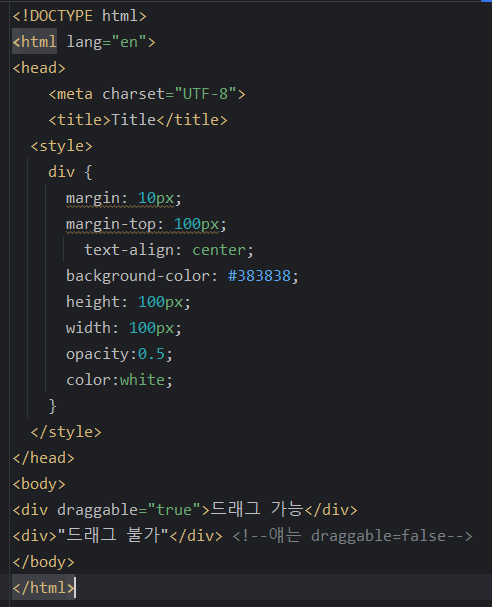 <!DOCTYPE html>
<html lang="en">
<head>
    <meta charset="UTF-8">
    <title>Title</title>
  <style>
    div {
      margin: 10px;
      margin-top: 100px;
        text-align: center;
      background-color: #383838;
      height: 100px;
      width: 100px;
      opacity:0.5;
      color:white;
    }
  </style>
</head>
<body>
<div draggable="true">드래그 가능</div>
<div>"드래그 불가"</div> <!--얘는 draggable=false-->
</body>
</html>